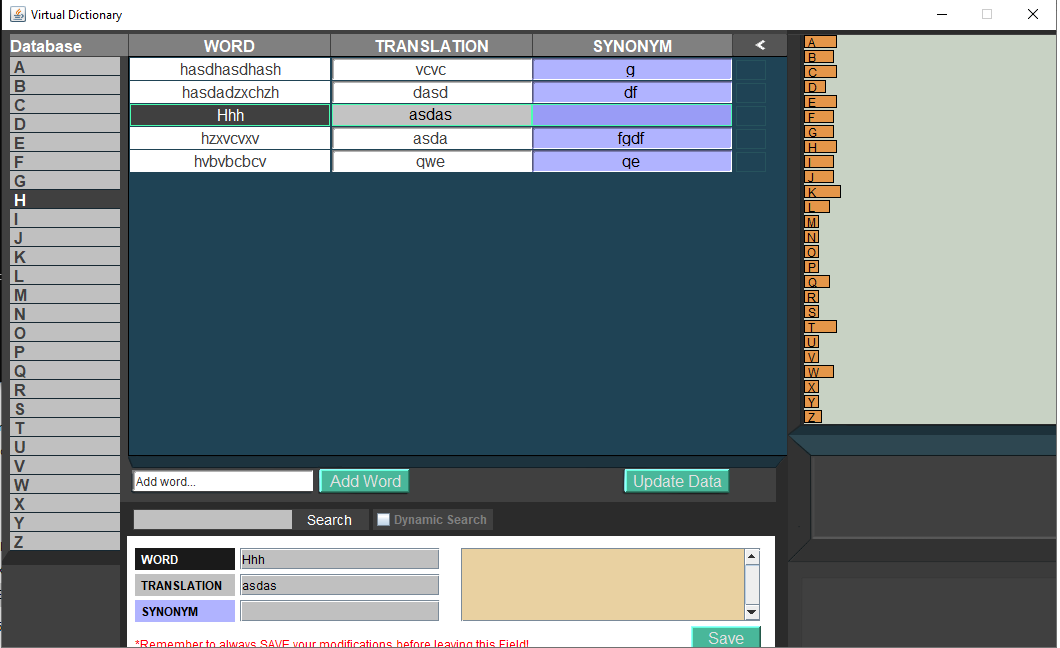 Virtual Dictionary
Database
A
B
C
D
E
F
G
H
I
J
K
L
M
N
O
P
Q
R
S
T
U
V
W
X
Y
Z
WORD TRANSLATION SYNONYM <
hasdhasdhash vcvc g
hasdadzxchzh dasd df
Hhh asdas
hzxvcvxv asda fgdf
hvbvbcbcv qwe qe
Add word... Add Word Update Data
Search Dynamic Search
WORD Hhh
TRANSLATION asdas
SYNONYM
*Remember to always SAVE your modifications before leaving this Field!
Save
A
B
C
D
E
F
G
H
I
J
K
L
M
N
O
P
Q
R
S
T
U
V
W
X
Y
Z